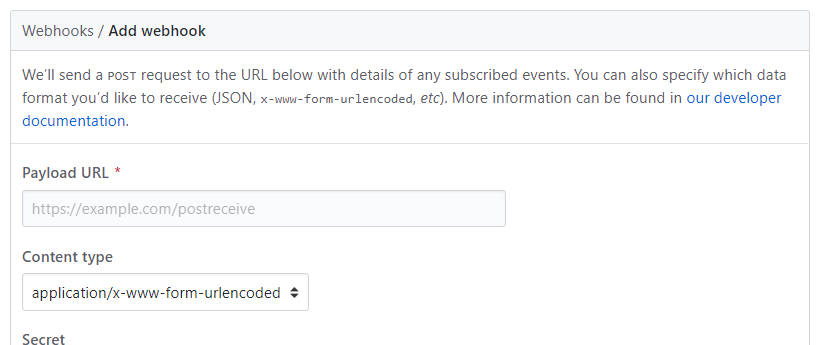 Webhooks / Add webhook
We’ll send a POST request to the URL below with details of any subscribed events. You can also specify which data
format you’d like to receive (JSON, x-www-form-urlencoded, etc). More information can be found in our developer
documentation.
Payload URL *
https://example.com/postreceive
Content type
application/x-www-form-urlencoded
Secret